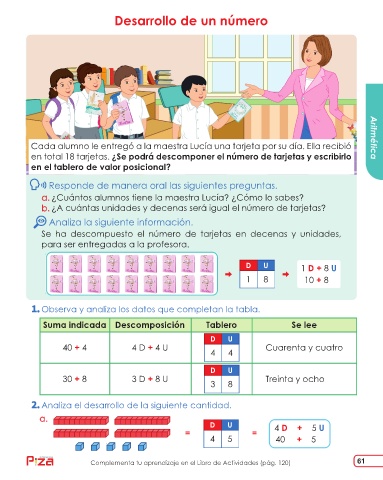 Desarrollo de un número
Aritmética
Cada alumno le entregó a la maestra Lucía una tarjeta por su día. Ella recibió
en total 18 tarjetas. ¿Se podrá descomponer el número de tarjetas y escribirlo
en el tablero de valor posicional?
Responde de manera oral las siguientes preguntas.
a. ¿Cuántos alumnos tiene la maestra Lucía? ¿Cómo lo sabes?
b. ¿A cuántas unidades y decenas será igual el número de tarjetas?
Analiza la siguiente información.
Se ha descompuesto el número de tarjetas en decenas y unidades,
para ser entregadas a la profesora.
D U
1 8
1 D + 8 U
10 + 8
1. Observa y analiza los datos que completan la tabla.
Suma indicada Descomposición Tablero Se lee
40 + 4 4 D + 4 U D U 4 4 Cuarenta y cuatro
30 + 8 3 D + 8 U D U 3 8 Treinta y ocho
2. Analiza el desarrollo de la siguiente cantidad.
a.
=
D U
4 5
=
4 D + 5 U
40 + 5
Piza
Complementa tu aprendizaje en el Libro de Actividades (pág. 120)
61